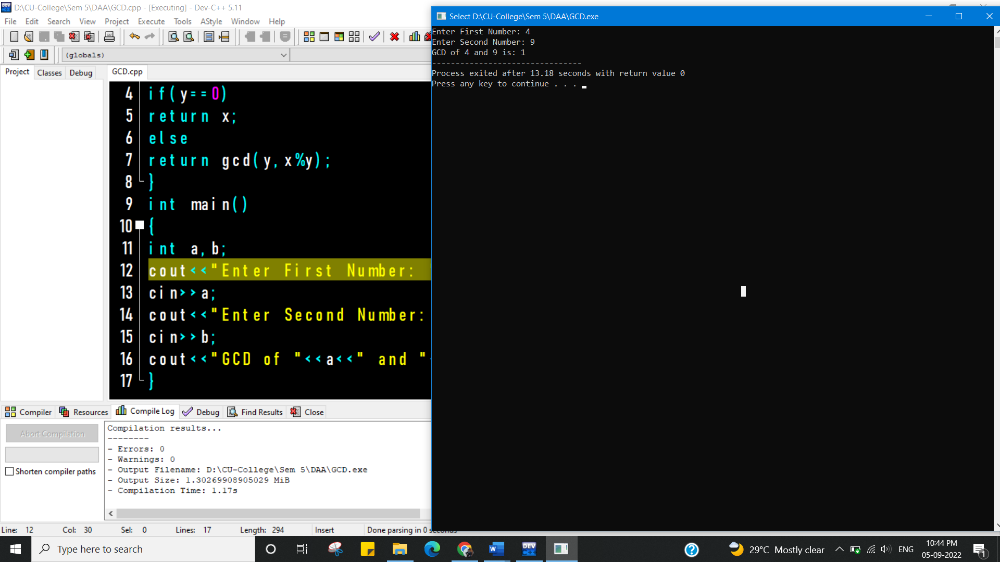 D:\CU-College\Sem 5\DAA\GCD.cpp - [Executing] - Dev-C++ 5.11
File Edit Search View Project Execute Tools AStyle Window Help
(globals)
Project Classes Debug
GCD.cpp
4 if(y==0)
5 return x;
6 else
7 return gcd(y,x%y);
8 }
9 int main()
10 {
11 int a,b;
12 cout<<"Enter First Number: "
13 cin>>a;
14 cout<<"Enter Second Number:
15 cin>>b;
16 cout<<"GCD of "<<a<<" and "<
17 }
Compiler Resources Compile Log Debug Find Results Close
Abort Compilation
Shorten compiler paths
Compilation results...
--------
- Errors: 0
- Warnings: 0
- Output Filename: D:\CU-College\Sem 5\DAA\GCD.exe
- Output Size: 1.30269908905029 MiB
- Compilation Time: 1.17s
Line: 12 Col: 30 Sel: 0 Lines: 17 Length: 294 Insert Done parsing in 0 seconds
Select D:\CU-College\Sem 5\DAA\GCD.exe
Enter First Number: 4
Enter Second Number: 9
GCD of 4 and 9 is: 1
--------------------------------
Process exited after 13.18 seconds with return value 0
Press any key to continue . . .
Type here to search
DEV
C++
29°C Mostly clear
ENG
10:44 PM
05-09-2022
1